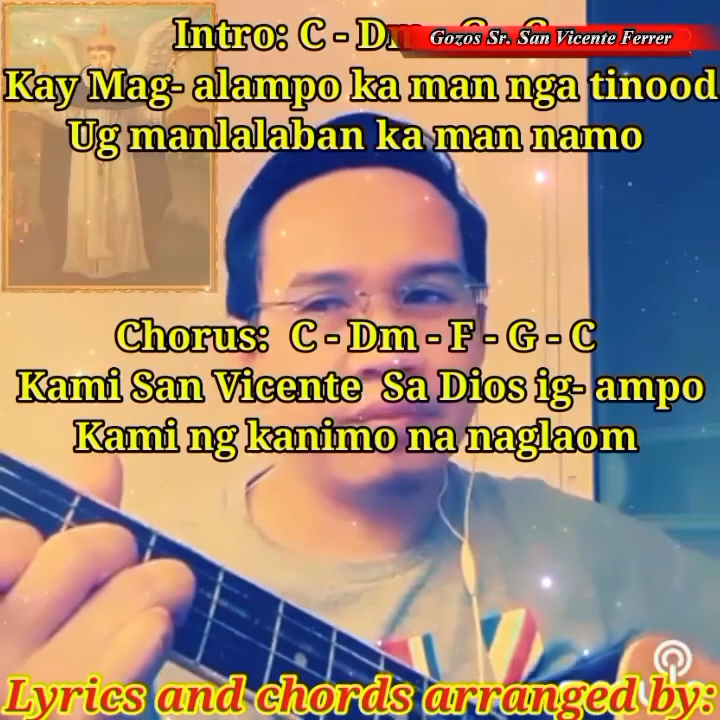 Intro: C - Dm
Gozos Sr. San Vicente Ferrer
Kay Mag- alampo ka man nga tinood
Ug manlalaban ka man namo
Chorus: C - Dm - F - G - C
Kami San Vicente Sa Dios ig- ampo
Kami ng kanimo na naglaom
Lyrics and chords arranged by: